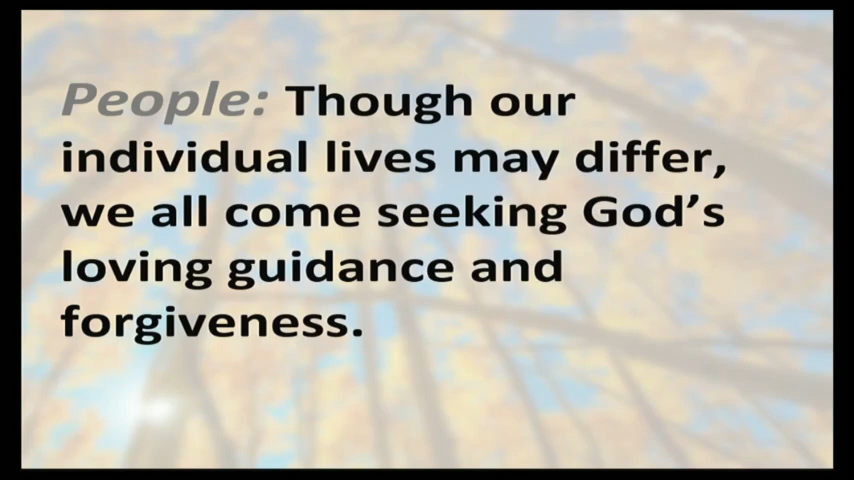 People: Though our
individual lives may differ,
we all come seeking God’s
loving guidance and
forgiveness.